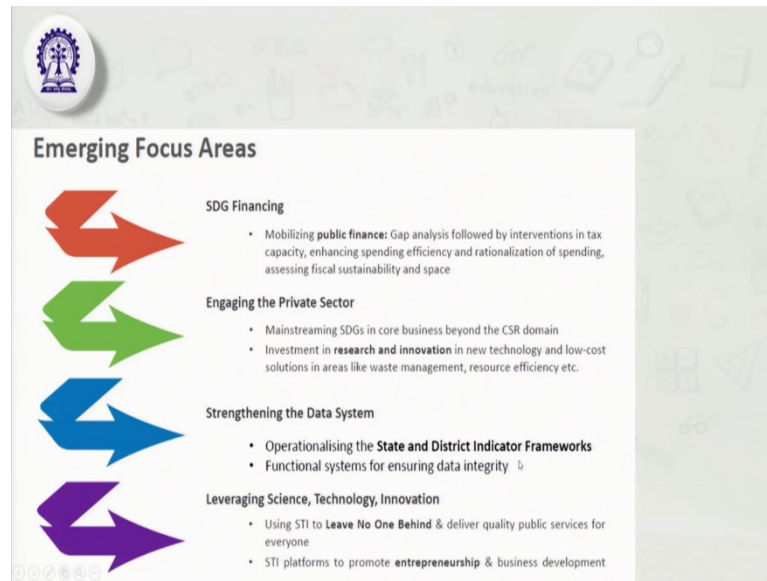 Emerging Focus Areas
SDG Financing
• Mobilizing public finance: Gap analysis followed by interventions in tax
capacity, enhancing spending efficiency and rationalization of spending,
assessing fiscal sustainability and space
Engaging the Private Sector
• Mainstreaming SDGs in core business beyond the CSR domain
• Investment in research and innovation in new technology and low-cost
solutions in areas like waste management, resource efficiency etc.
Strengthening the Data System
• Operationalising the State and District Indicator Frameworks
• Functional systems for ensuring data integrity
Leveraging Science, Technology, Innovation
• Using STI to Leave No One Behind & deliver quality public services for
everyone
• STI platforms to promote entrepreneurship & business development